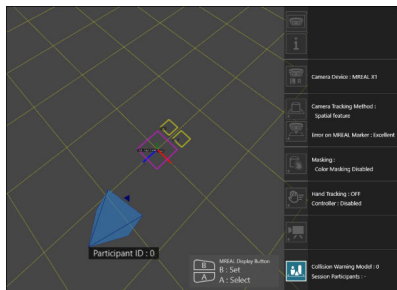 Camera Device : MREAL X1
Camera Tracking Method :
Spatial feature
Error on MREAL Marker : Excellent
Masking :
Color Masking Disabled
Hand Tracking : OFF
Controller : Disabled
Participant ID : 0
MREAL Display Button
B B : Set
A A : Select
Collision Warning Model : 0
Session Participants : -